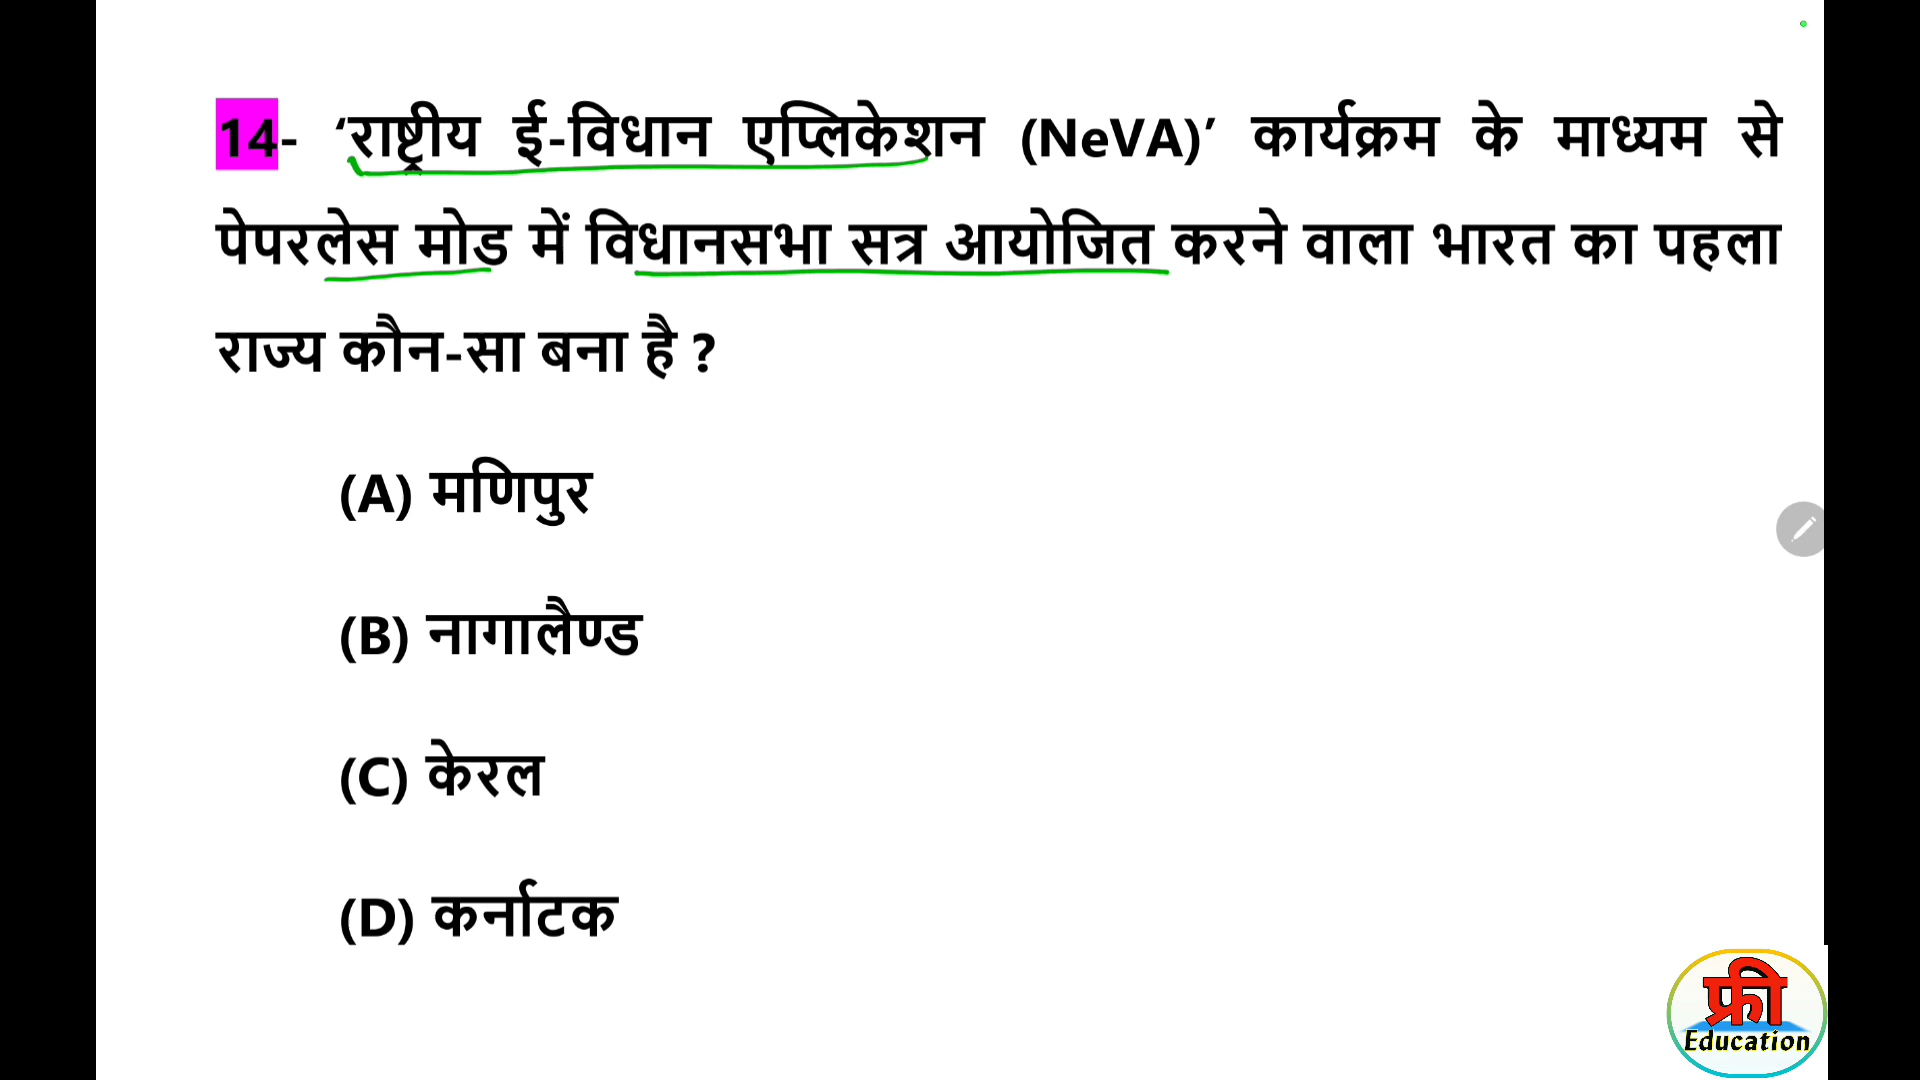 14- ‘राष्ट्रीय ई-विधान एप्लिकेशन (NeVA)’ कार्यक्रम के माध्यम से
पेपरलेस मोड में विधानसभा सत्र आयोजित करने वाला भारत का पहला
राज्य कौन-सा बना है ?
(A) मणिपुर
(B) नागालैण्ड
(C) केरल
(D) कर्नाटक
फ्री
Education